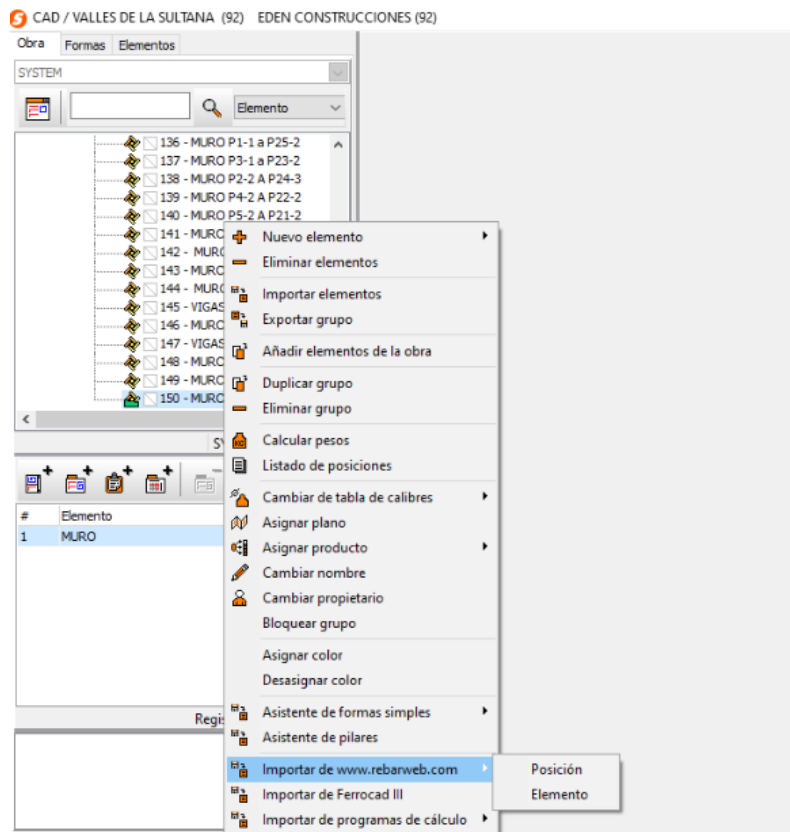 CAD / VALLES DE LA SULTANA (92) EDEN CONSTRUCCIONES (92)
Obra Formas Elementos
SYSTEM
Elemento
136 - MURO P1-1 a P25-2
137 - MURO P3-1 a P23-2
138 - MURO P2-2 A P24-3
139 - MURO P4-2 A P22-2
140 - MURO P5-2 A P21-2
141 - MURO
142 - MURO
143 - MURO
144 - MURO
145 - VIGAS
146 - MURO
147 - VIGAS
148 - MURO
149 - MURO
150 - MURO
# Elemento
1 MURO
Nuevo elemento
Eliminar elementos
Importar elementos
Exportar grupo
Añadir elementos de la obra
Duplicar grupo
Eliminar grupo
Calcular pesos
Listado de posiciones
Cambiar de tabla de calibres
Asignar plano
Asignar producto
Cambiar nombre
Cambiar propietario
Bloquear grupo
Asignar color
Desasignar color
Asistente de formas simples
Asistente de pilares
Importar de www.rebarweb.com
Importar de Ferrocad III
Importar de programas de cálculo
Posición
Elemento